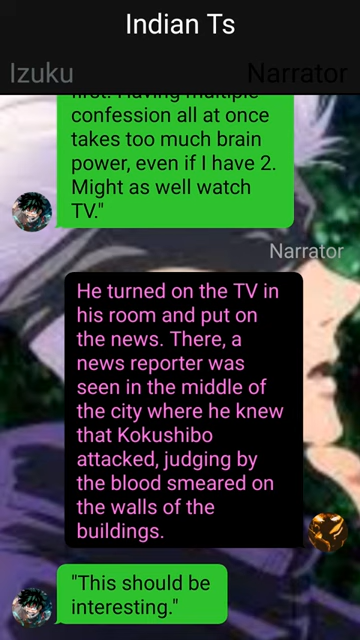 Indian Ts
Izuku
Narrator
first. Having multiple
confession all at once
takes too much brain
power, even if I have 2.
Might as well watch
TV."
Narrator
He turned on the TV in
his room and put on
the news. There, a
news reporter was
seen in the middle of
the city where he knew
that Kokushibo
attacked, judging by
the blood smeared on
the walls of the
buildings.
"This should be
interesting."